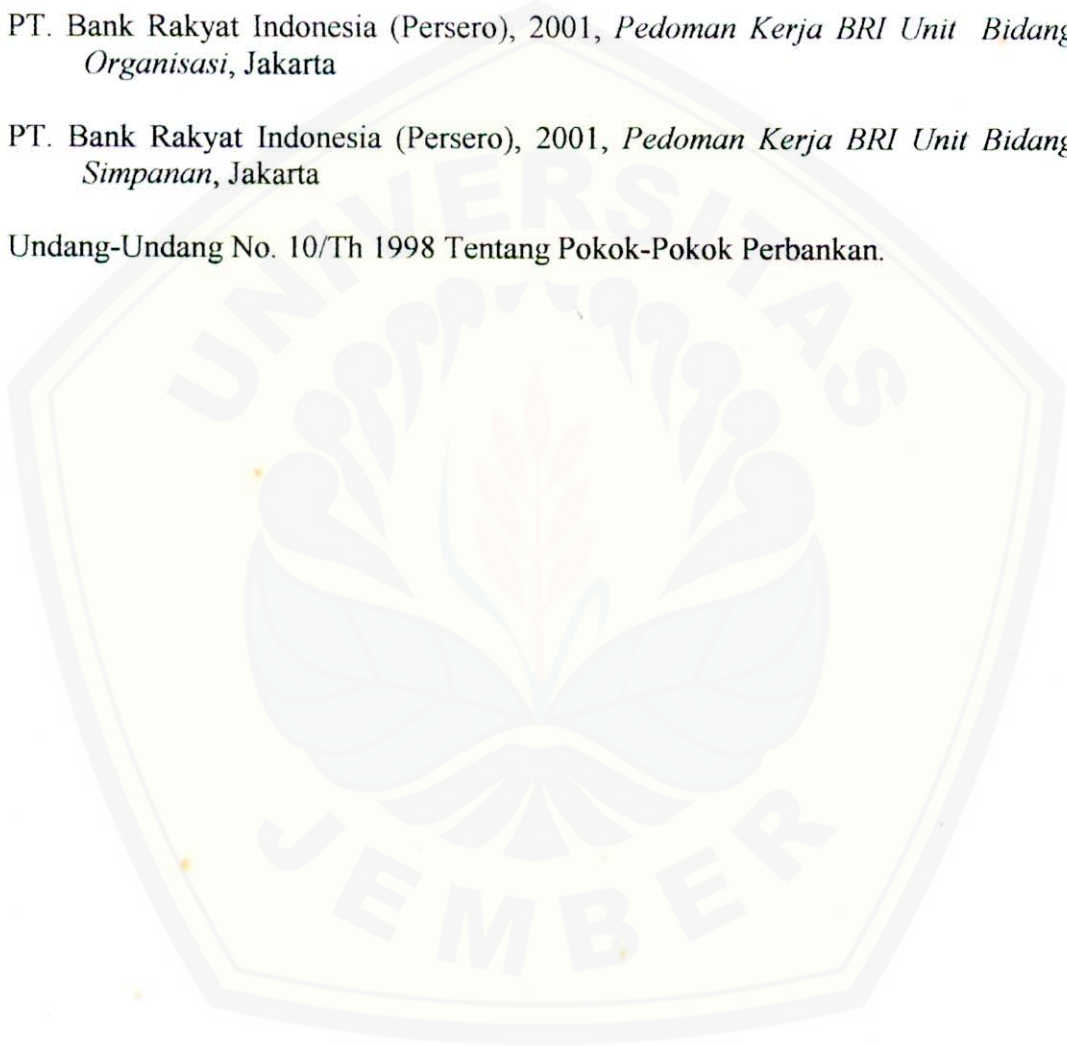 PT. Bank Rakyat Indonesia (Persero), 2001, Pedoman Kerja BRI Unit Bidang
Organisasi, Jakarta
PT. Bank Rakyat Indonesia (Persero), 2001, Pedoman Kerja BRI Unit Bidang
Simpanan, Jakarta
Undang-Undang No. 10/Th 1998 Tentang Pokok-Pokok Perbankan.
UNIVERSITAS
JEMBER